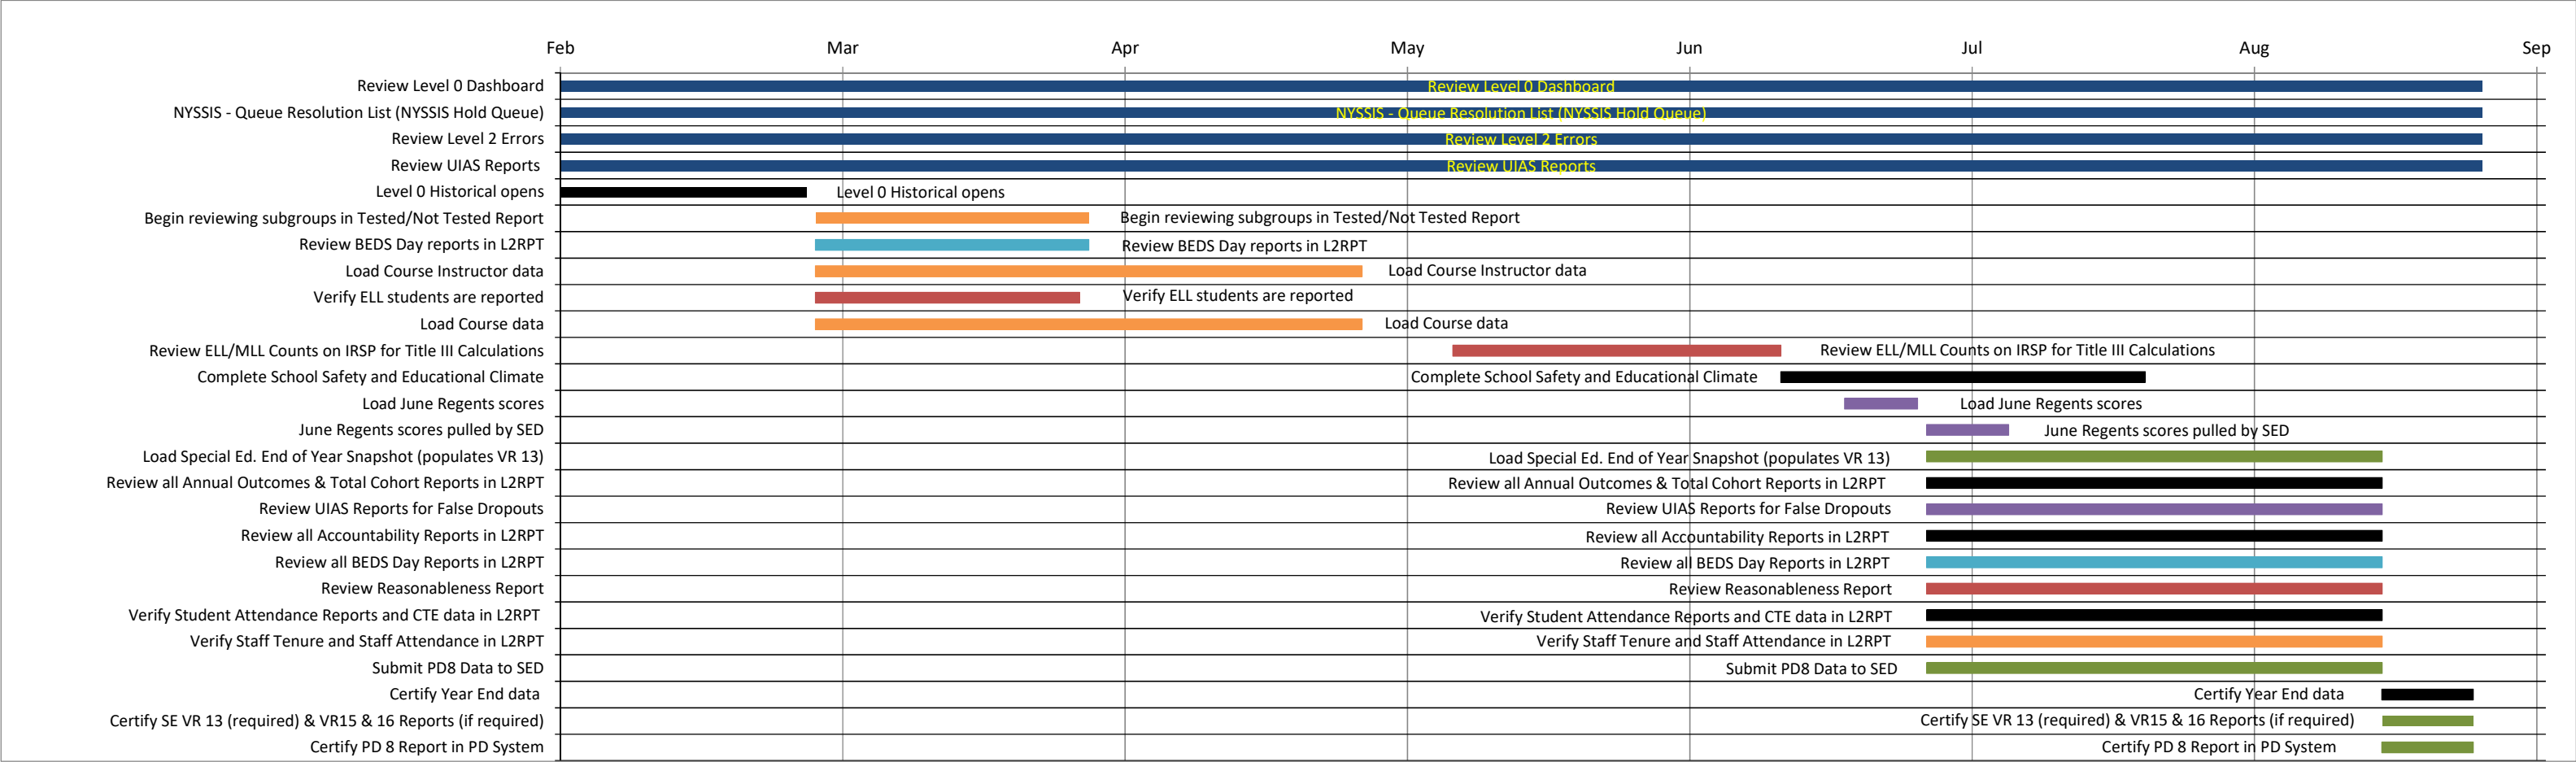 Feb Mar Apr May Jun Jul Aug Sep
Review Level 0 Dashboard Review Level 0 Dashboard
NYSSIS - Queue Resolution List (NYSSIS Hold Queue) NYSSIS - Queue Resolution List (NYSSIS Hold Queue)
Review Level 2 Errors Review Level 2 Errors
Review UIAS Reports Review UIAS Reports
Level 0 Historical opens Level 0 Historical opens
Begin reviewing subgroups in Tested/Not Tested Report Begin reviewing subgroups in Tested/Not Tested Report
Review BEDS Day reports in L2RPT Review BEDS Day reports in L2RPT
Load Course Instructor data Load Course Instructor data
Verify ELL students are reported Verify ELL students are reported
Load Course data Load Course data
Review ELL/MLL Counts on IRSP for Title III Calculations Review ELL/MLL Counts on IRSP for Title III Calculations
Complete School Safety and Educational Climate Complete School Safety and Educational Climate
Load June Regents scores Load June Regents scores
June Regents scores pulled by SED June Regents scores pulled by SED
Load Special Ed. End of Year Snapshot (populates VR 13) Load Special Ed. End of Year Snapshot (populates VR 13)
Review all Annual Outcomes & Total Cohort Reports in L2RPT Review all Annual Outcomes & Total Cohort Reports in L2RPT
Review UIAS Reports for False Dropouts Review UIAS Reports for False Dropouts
Review all Accountability Reports in L2RPT Review all Accountability Reports in L2RPT
Review all BEDS Day Reports in L2RPT Review all BEDS Day Reports in L2RPT
Review Reasonableness Report Review Reasonableness Report
Verify Student Attendance Reports and CTE data in L2RPT Verify Student Attendance Reports and CTE data in L2RPT
Verify Staff Tenure and Staff Attendance in L2RPT Verify Staff Tenure and Staff Attendance in L2RPT
Submit PD8 Data to SED Submit PD8 Data to SED
Certify Year End data Certify Year End data
Certify SE VR 13 (required) & VR15 & 16 Reports (if required) Certify SE VR 13 (required) & VR15 & 16 Reports (if required)
Certify PD 8 Report in PD System Certify PD 8 Report in PD System